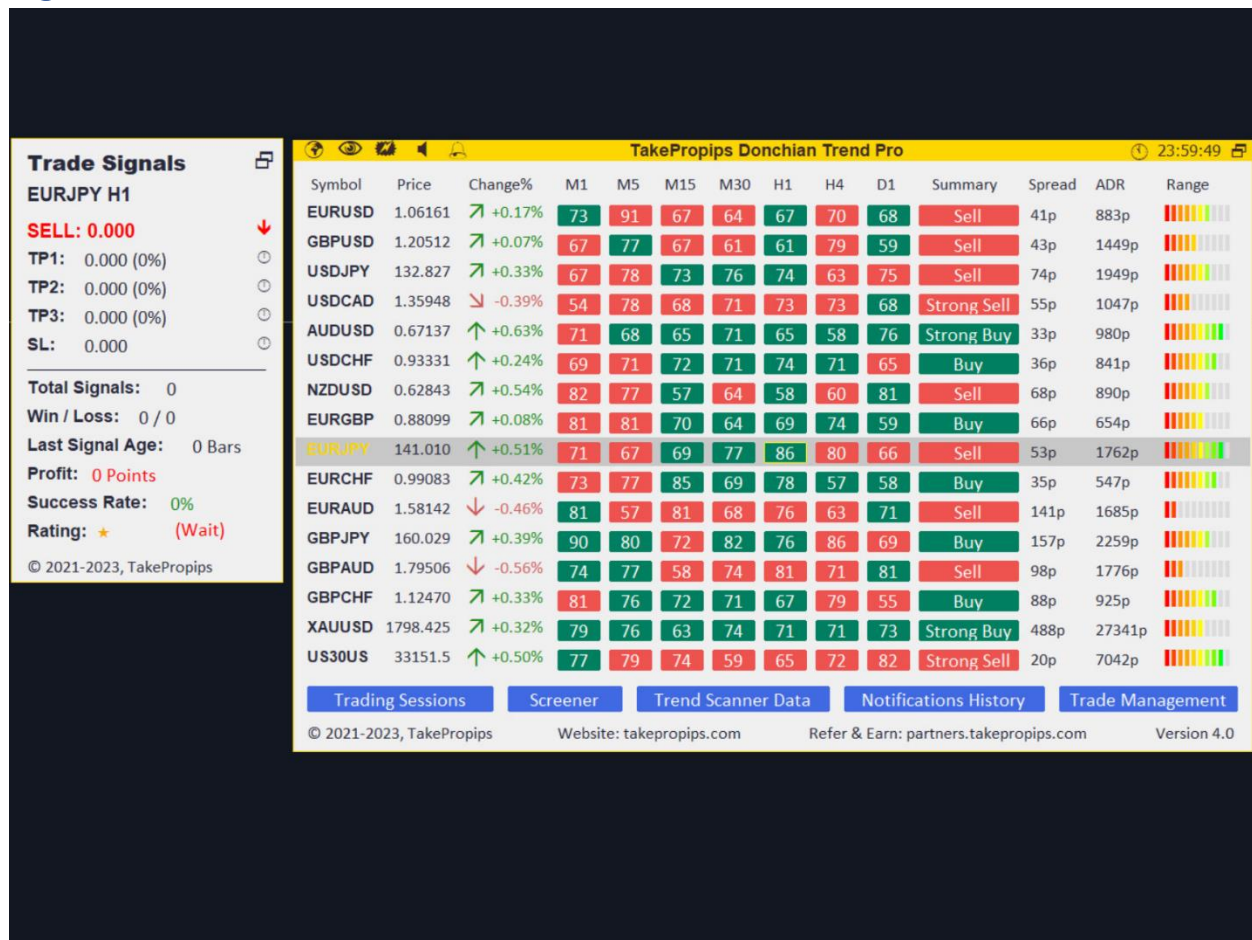 Trade Signals
EURJPY H1
SELL: 0.000
TP1: 0.000 (0%)
TP2: 0.000 (0%)
TP3: 0.000 (0%)
SL: 0.000
Total Signals: 0
Win / Loss: 0 / 0
Last Signal Age: 0 Bars
Profit: 0 Points
Success Rate: 0%
Rating: (Wait)
© 2021-2023, TakePropips
TakePropips Donchian Trend Pro 23:59:49
Symbol Price Change% M1 M5 M15 M30 H1 H4 D1 Summary Spread ADR Range
EURUSD 1.06161 +0.17% 73 91 67 64 67 70 68 Sell 41p 883p
GBPUSD 1.20512 +0.07% 67 77 67 61 61 79 59 Sell 43p 1449p
USDJPY 132.827 +0.33% 67 78 73 76 74 63 75 Sell 74p 1949p
USDCAD 1.35948 -0.39% 54 78 68 71 73 73 68 Strong Sell 55p 1047p
AUDUSD 0.67137 +0.63% 71 68 65 71 65 58 76 Strong Buy 33p 980p
USDCHF 0.93331 +0.24% 69 71 72 71 74 71 65 Buy 36p 841p
NZDUSD 0.62843 +0.54% 82 77 57 64 58 60 81 Sell 68p 890p
EURGBP 0.88099 +0.08% 81 81 70 64 69 74 59 Buy 66p 654p
EURJPY 141.010 +0.51% 71 67 69 77 86 80 66 Sell 53p 1762p
EURCHF 0.99083 +0.42% 73 77 85 69 78 57 58 Buy 35p 547p
EURAUD 1.58142 -0.46% 81 57 81 68 76 63 71 Sell 141p 1685p
GBPJPY 160.029 +0.39% 90 80 72 82 76 86 69 Buy 157p 2259p
GBPAUD 1.79506 -0.56% 74 77 58 74 81 71 81 Sell 98p 1776p
GBPCHF 1.12470 +0.33% 81 76 72 71 67 79 55 Buy 88p 925p
XAUUSD 1798.425 +0.32% 79 76 63 74 71 71 73 Strong Buy 488p 27341p
US30US 33151.5 +0.50% 77 79 74 59 65 72 82 Strong Sell 20p 7042p
Trading Sessions Screener Trend Scanner Data Notifications History Trade Management
© 2021-2023, TakePropips Website: takepropips.com Refer & Earn: partners.takepropips.com Version 4.0